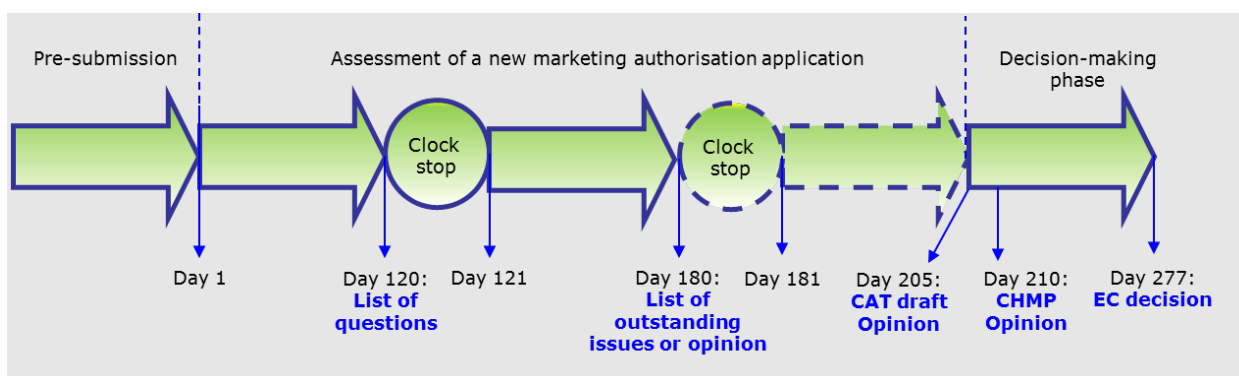 Pre-submission
Assessment of a new marketing authorisation application
Decision-making
phase
Clock
stop
Clock
stop
Day 1
Day 120:
List of
questions
Day 121
Day 180:
List of
outstanding
issues or opinion
Day 181
Day 205:
CAT draft
Opinion
Day 210:
CHMP
Opinion
Day 277:
EC decision